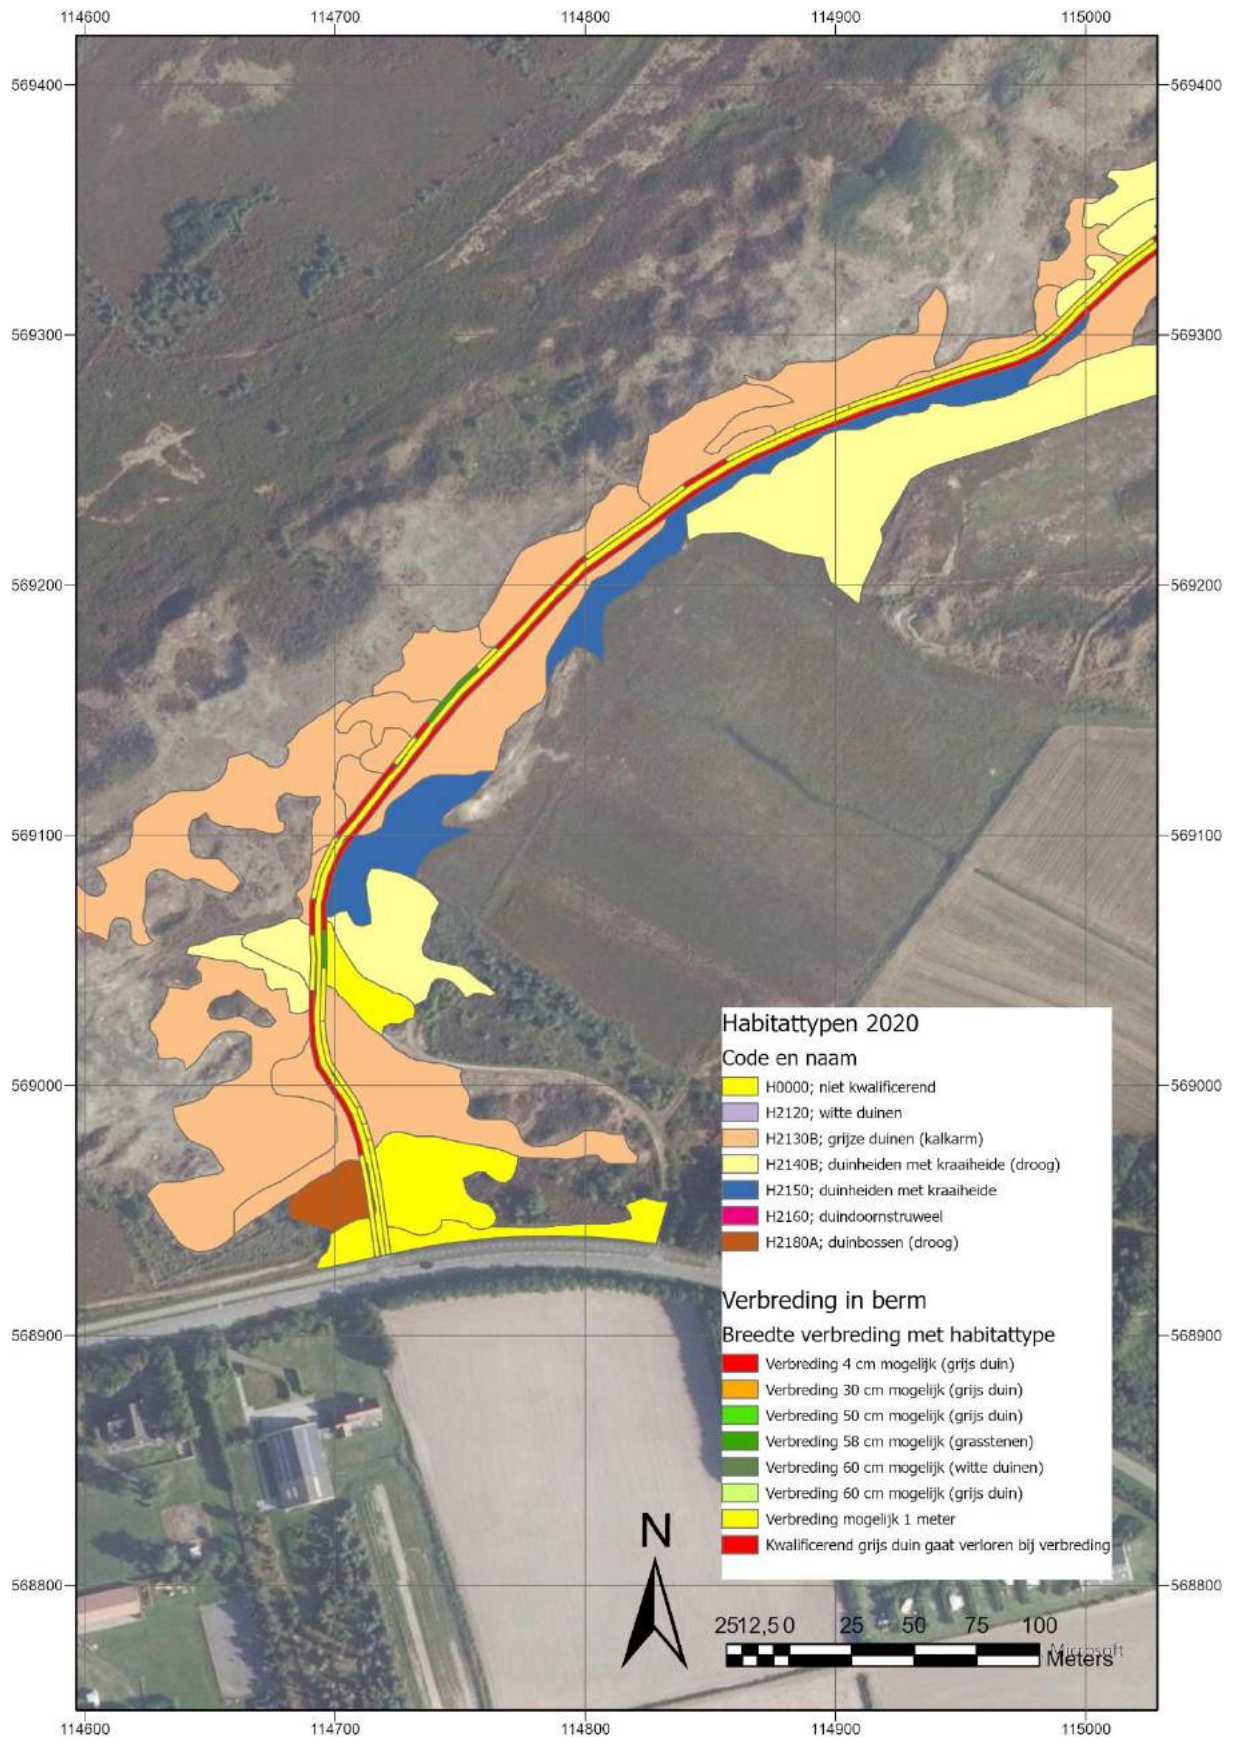 114600 114700 114800 114900 115000
569400 569400
569300 569300
569200 569200
569100 569100
569000 569000
Habitattypen 2020
Code en naam
H0000; niet kwalificerend
H2120; witte duinen
H2130B; grijze duinen (kalkarm)
H2140B; duinheiden met kraaiheide (droog)
H2150; duinheiden met kraaiheide
H2160; duindoornstruweel
H2180A; duinbossen (droog)
Verbreding in berm
568900 568900
Breedte verbreding met habitattype
Verbreding 4 cm mogelijk (grijs duin)
Verbreding 30 cm mogelijk (grijs duin)
Verbreding 50 cm mogelijk (grijs duin)
Verbreding 58 cm mogelijk (grasstenen)
Verbreding 60 cm mogelijk (witte duinen)
Verbreding 60 cm mogelijk (grijs duin)
Verbreding mogelijk 1 meter
Kwalificerend grijs duin gaat verloren bij verbreding
N
568800 568800
25 12,5 0 25 50 75 100
Microsoft
Meters
114600 114700 114800 114900 115000